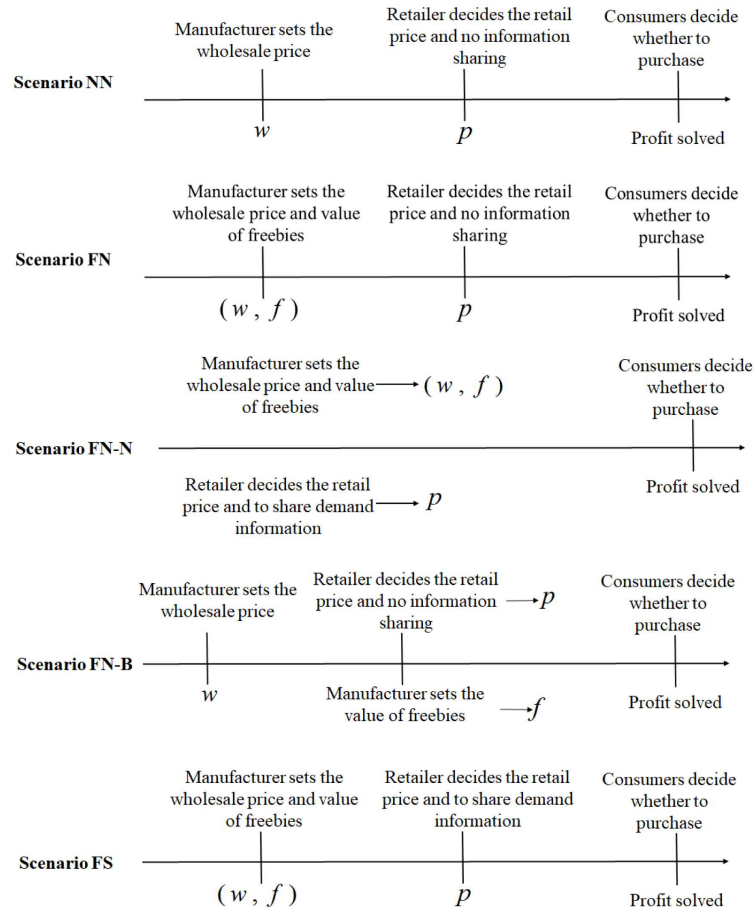 Manufacturer sets the
wholesale price
Retailer decides the retail
price and no information
sharing
Consumers decide
whether to
purchase
Scenario NN
w
p
Profit solved
Manufacturer sets the
wholesale price and value
of freebies
Retailer decides the retail
price and no information
sharing
Consumers decide
whether to
purchase
Scenario FN
( w , f )
p
Profit solved
Manufacturer sets the
wholesale price and value
of freebies
( w , f )
Consumers decide
whether to
purchase
Scenario FN-N
Retailer decides the retail
price and to share demand
information
p
Profit solved
Manufacturer sets the
wholesale price
Retailer decides the retail
price and no information
sharing
p
Consumers decide
whether to
purchase
Scenario FN-B
w
Manufacturer sets the
value of freebies
f
Profit solved
Manufacturer sets the
wholesale price and value
of freebies
Retailer decides the retail
price and to share demand
information
Consumers decide
whether to
purchase
Scenario FS
( w , f )
p
Profit solved